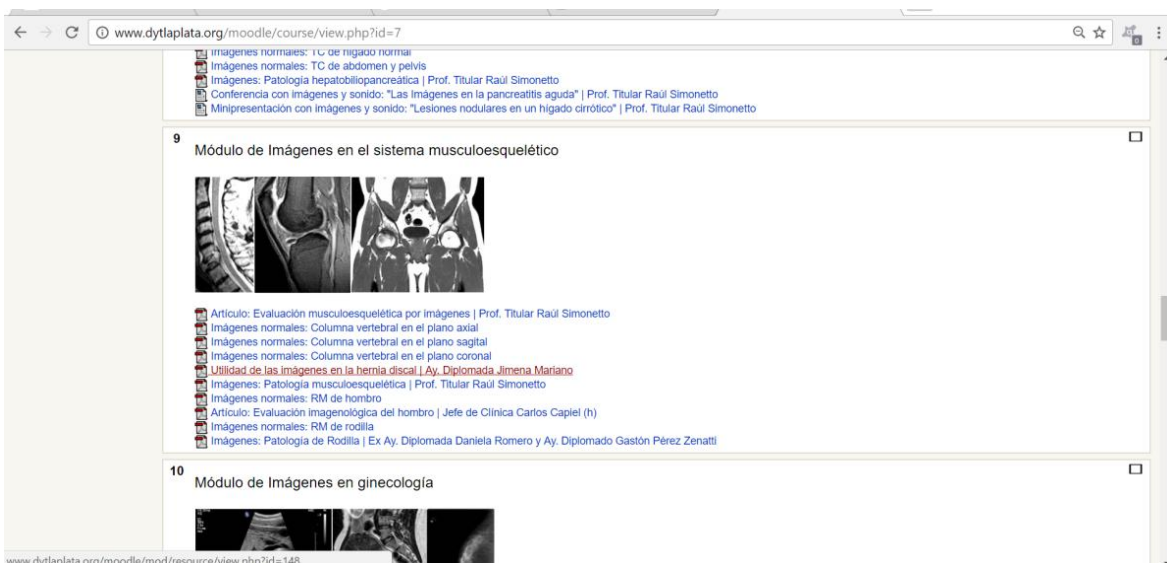 www.dytlaplata.org/moodle/course/view.php?id=7
Imágenes normales: TC de hígado normal
Imágenes normales: TC de abdomen y pelvis
Imágenes: Patología hepatobiliopancreática | Prof. Titular Raúl Simonetto
Conferencia con imágenes y sonido: "Las Imágenes en la pancreatitis aguda" | Prof. Titular Raúl Simonetto
Minipresentación con imágenes y sonido: "Lesiones nodulares en un hígado cirrótico" | Prof. Titular Raúl Simonetto
9
Módulo de Imágenes en el sistema musculoesquelético
Artículo: Evaluación musculoesquelética por imágenes | Prof. Titular Raúl Simonetto
Imágenes normales: Columna vertebral en el plano axial
Imágenes normales: Columna vertebral en el plano sagital
Imágenes normales: Columna vertebral en el plano coronal
Utilidad de las imágenes en la hernia discal | Ay. Diplomada Jimena Mariano
Imágenes: Patología musculoesquelética | Prof. Titular Raúl Simonetto
Imágenes normales: RM de hombro
Artículo: Evaluación imagenológica del hombro | Jefe de Clínica Carlos Capiel (h)
Imágenes normales: RM de rodilla
Imágenes: Patología de Rodilla | Ex Ay. Diplomada Daniela Romero y Ay. Diplomado Gastón Pérez Zenatti
10
Módulo de Imágenes en ginecología
www.dytlaplata.org/moodle/mod/resource/view.php?id=148